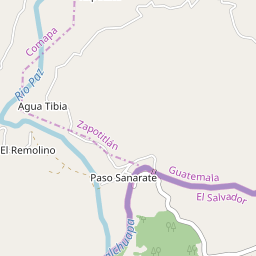 Comapa
Río Paz
Agua Tibia
Zapotitlán
El Remolino
Guatemala
Paso Sanarate
El Salvador